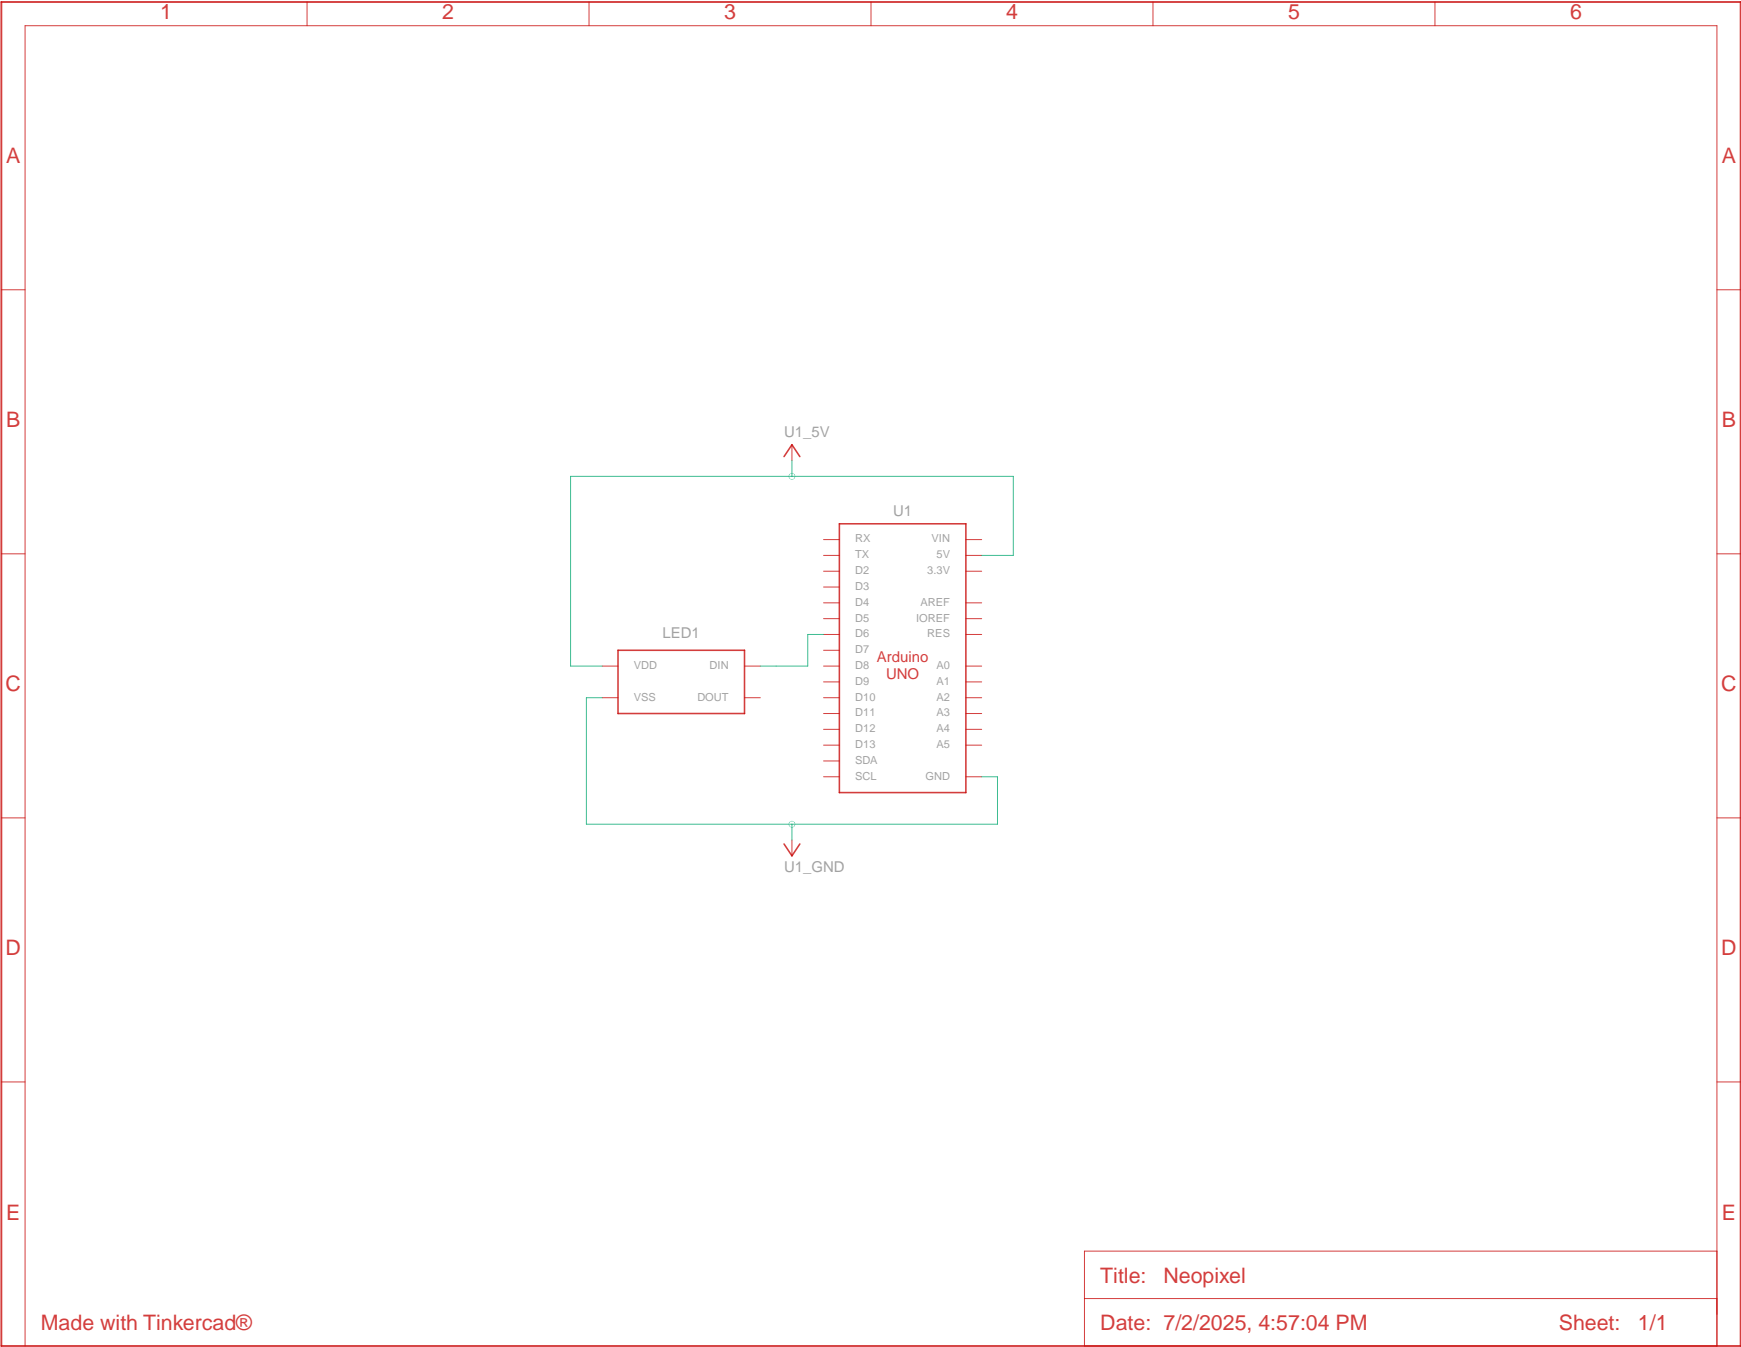 1 2 3 4 5 6
A A
B B
U1_5V
U1
RX VIN
TX 5V
D2 3.3V
D3
D4 AREF
D5 IOREF
D6 RES
D7
Arduino
UNO
D8 A0
D9 A1
D10 A2
D11 A3
D12 A4
D13 A5
SDA
SCL GND
LED1
VDD DIN
VSS DOUT
C C
U1_GND
D D
E E
Title: Neopixel
Made with Tinkercad®
Date: 7/2/2025, 4:57:04 PM Sheet: 1/1